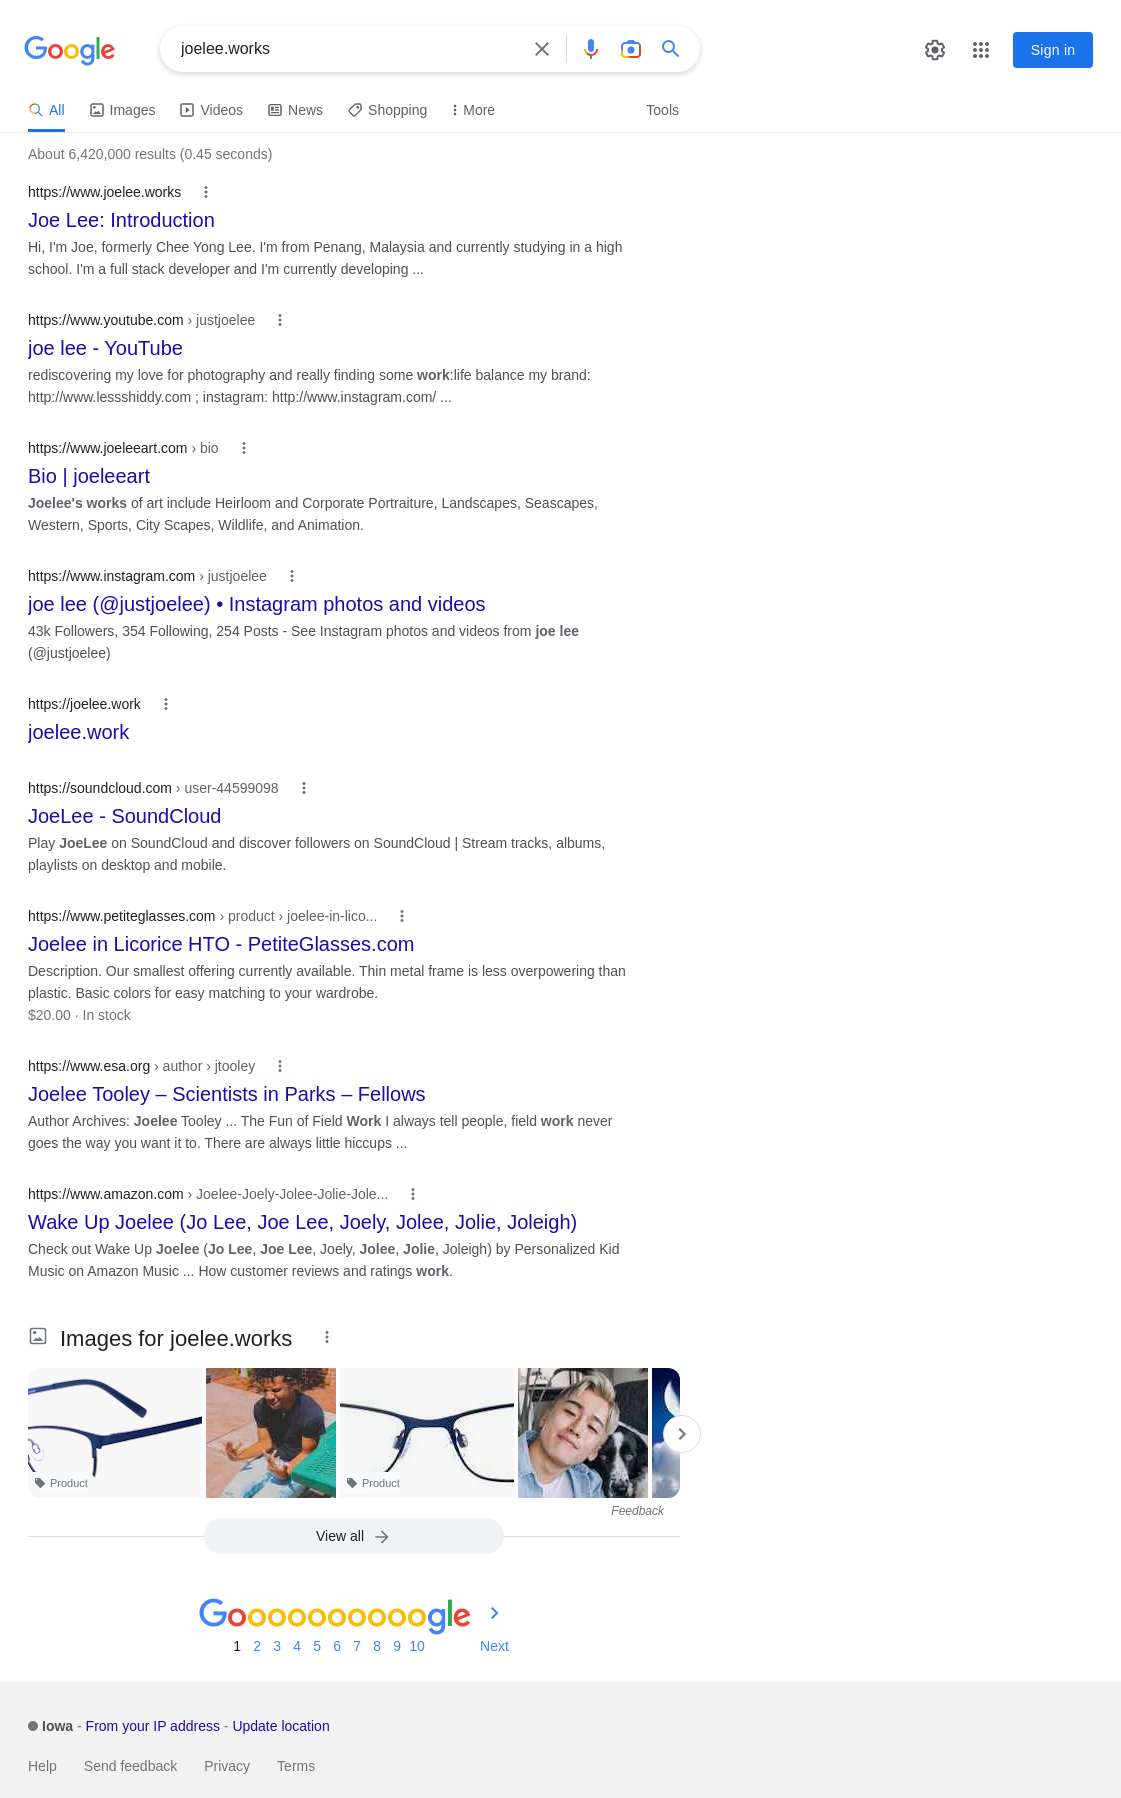 Google
joelee.works
Sign in
All
Images
Videos
News
Shopping
More
Tools
About 6,420,000 results (0.45 seconds)
https://www.joelee.works
Joe Lee: Introduction
Hi, I'm Joe, formerly Chee Yong Lee. I'm from Penang, Malaysia and currently studying in a high
school. I'm a full stack developer and I'm currently developing ...
https://www.youtube.com › justjoelee
joe lee - YouTube
rediscovering my love for photography and really finding some work:life balance my brand:
http://www.lessshiddy.com ; instagram: http://www.instagram.com/ ...
https://www.joeleeart.com › bio
Bio | joeleeart
Joelee's works of art include Heirloom and Corporate Portraiture, Landscapes, Seascapes,
Western, Sports, City Scapes, Wildlife, and Animation.
https://www.instagram.com › justjoelee
joe lee (@justjoelee) • Instagram photos and videos
43k Followers, 354 Following, 254 Posts - See Instagram photos and videos from joe lee
(@justjoelee)
https://joelee.work
joelee.work
https://soundcloud.com › user-44599098
JoeLee - SoundCloud
Play JoeLee on SoundCloud and discover followers on SoundCloud | Stream tracks, albums,
playlists on desktop and mobile.
https://www.petiteglasses.com › product › joelee-in-lico...
Joelee in Licorice HTO - PetiteGlasses.com
Description. Our smallest offering currently available. Thin metal frame is less overpowering than
plastic. Basic colors for easy matching to your wardrobe.
$20.00 · In stock
https://www.esa.org › author › jtooley
Joelee Tooley – Scientists in Parks – Fellows
Author Archives: Joelee Tooley ... The Fun of Field Work I always tell people, field work never
goes the way you want it to. There are always little hiccups ...
https://www.amazon.com › Joelee-Joely-Jolee-Jolie-Jole...
Wake Up Joelee (Jo Lee, Joe Lee, Joely, Jolee, Jolie, Joleigh)
Check out Wake Up Joelee (Jo Lee, Joe Lee, Joely, Jolee, Jolie, Joleigh) by Personalized Kid
Music on Amazon Music ... How customer reviews and ratings work.
Images for joelee.works
Product
Product
Feedback
View all
Goooooooooogle
1 2 3 4 5 6 7 8 9 10 Next
Iowa - From your IP address - Update location
Help Send feedback Privacy Terms